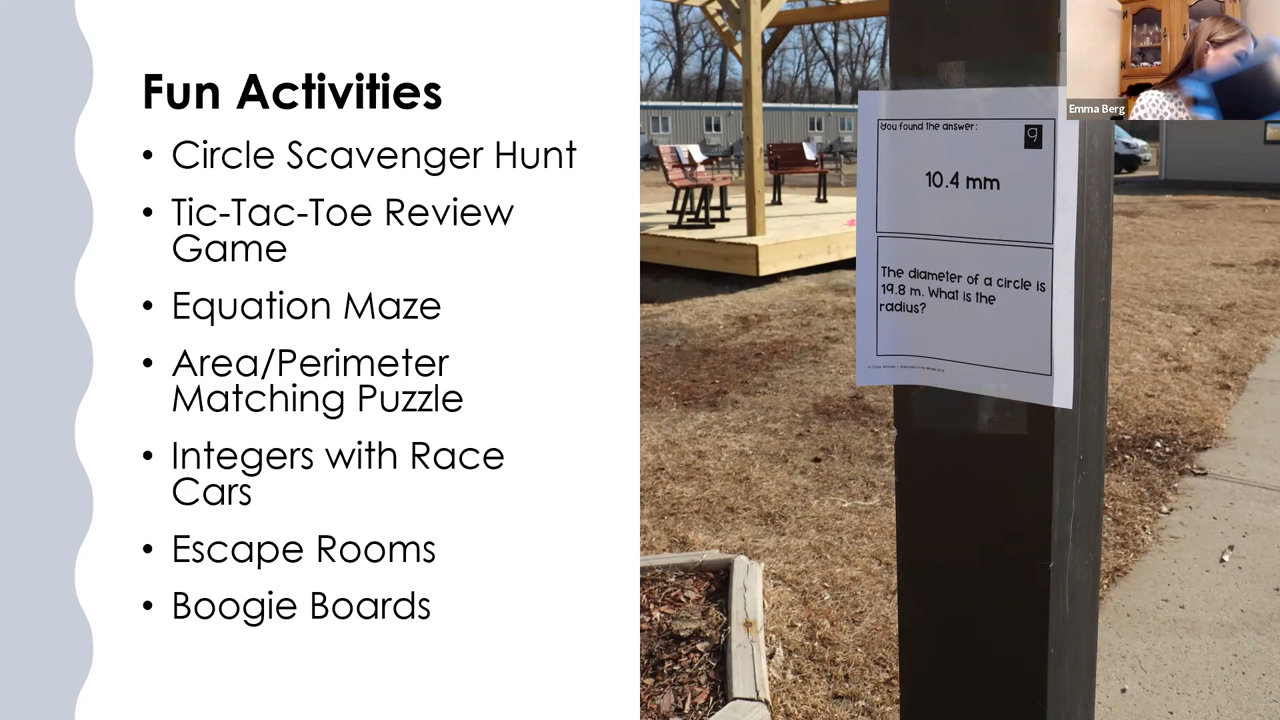 Fun Activities
• Circle Scavenger Hunt
• Tic-Tac-Toe Review
Game
• Equation Maze
• Area/Perimeter
Matching Puzzle
• Integers with Race
Cars
• Escape Rooms
• Boogie Boards
You found the answer:
9
10.4 mm
The diameter of a circle is
19.8 m. What is the
radius?
Emma Berg